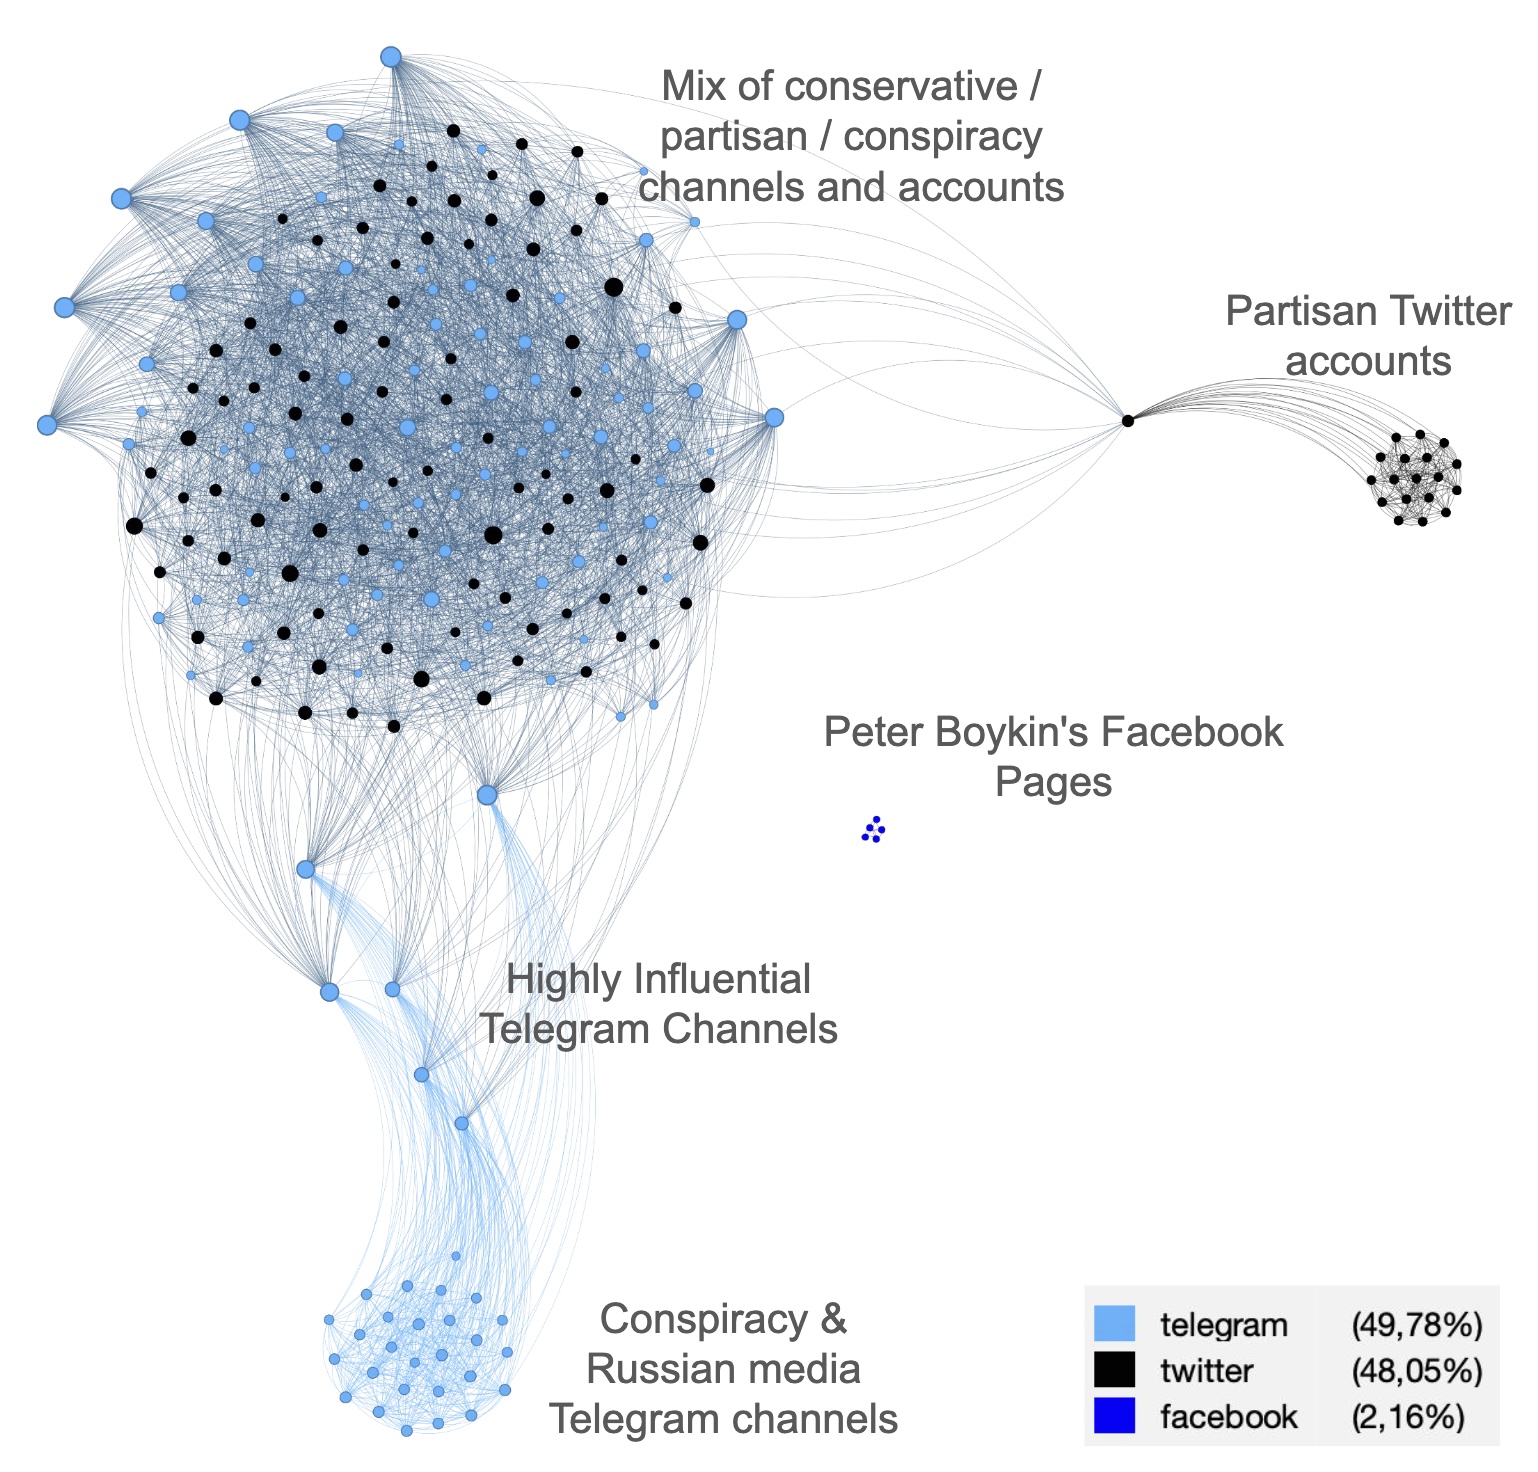 Mix of conservative /
partisan / conspiracy
channels and accounts
Partisan Twitter
accounts
Peter Boykin's Facebook
Pages
Highly Influential
Telegram Channels
Conspiracy &
Russian media
Telegram channels
telegram (49,78%)
twitter (48,05%)
facebook (2,16%)